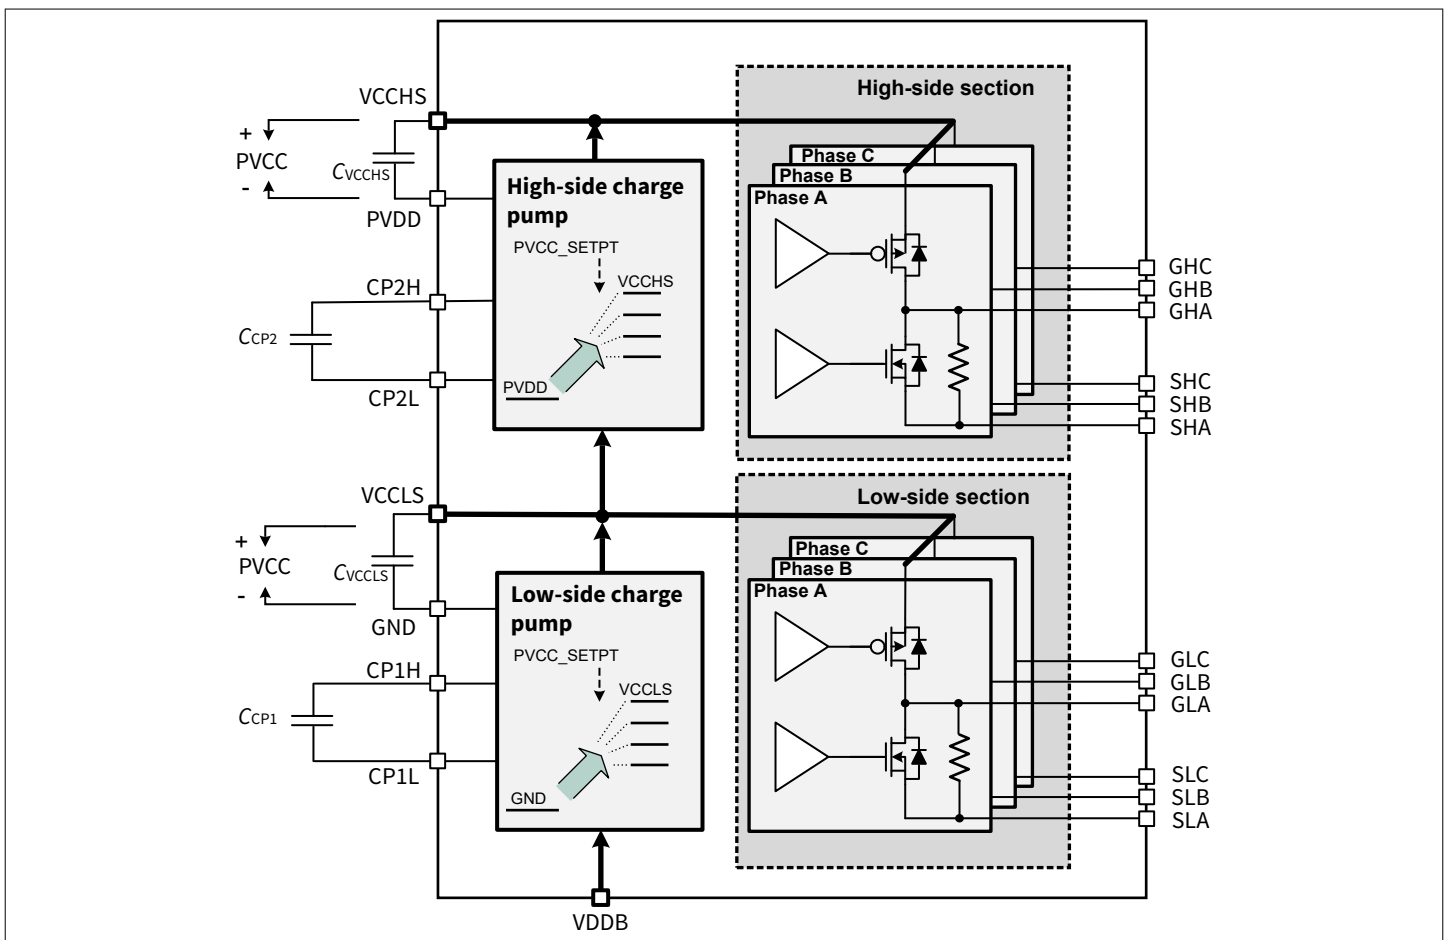 VCCHS
+
PVCC
-
CVCCHS
PVDD
High-side charge
pump
PVCC_SETPT
VCCHS
PVDD
CP2H
CCP2
CP2L
High-side section
Phase C
Phase B
Phase A
GHC
GHB
GHA
SHC
SHB
SHA
VCCLS
+
PVCC
-
CVCCLS
GND
Low-side charge
pump
PVCC_SETPT
VCCLS
GND
CP1H
CCP1
CP1L
Low-side section
Phase C
Phase B
Phase A
GLC
GLB
GLA
SLC
SLB
SLA
VDDB